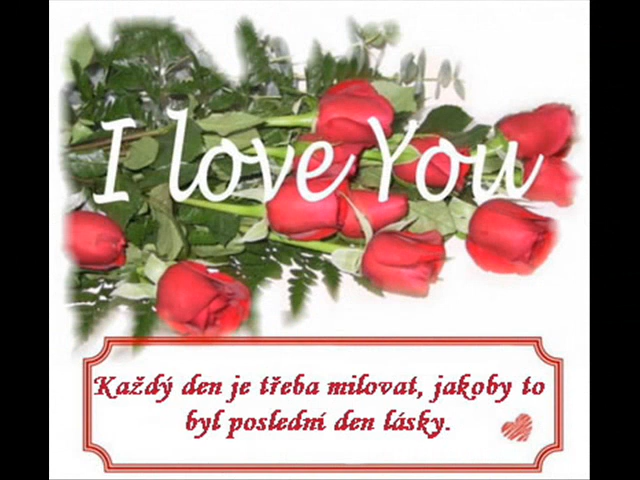 I love You
Každý den je třeba milovat, jakoby to
byl poslední den lásky.